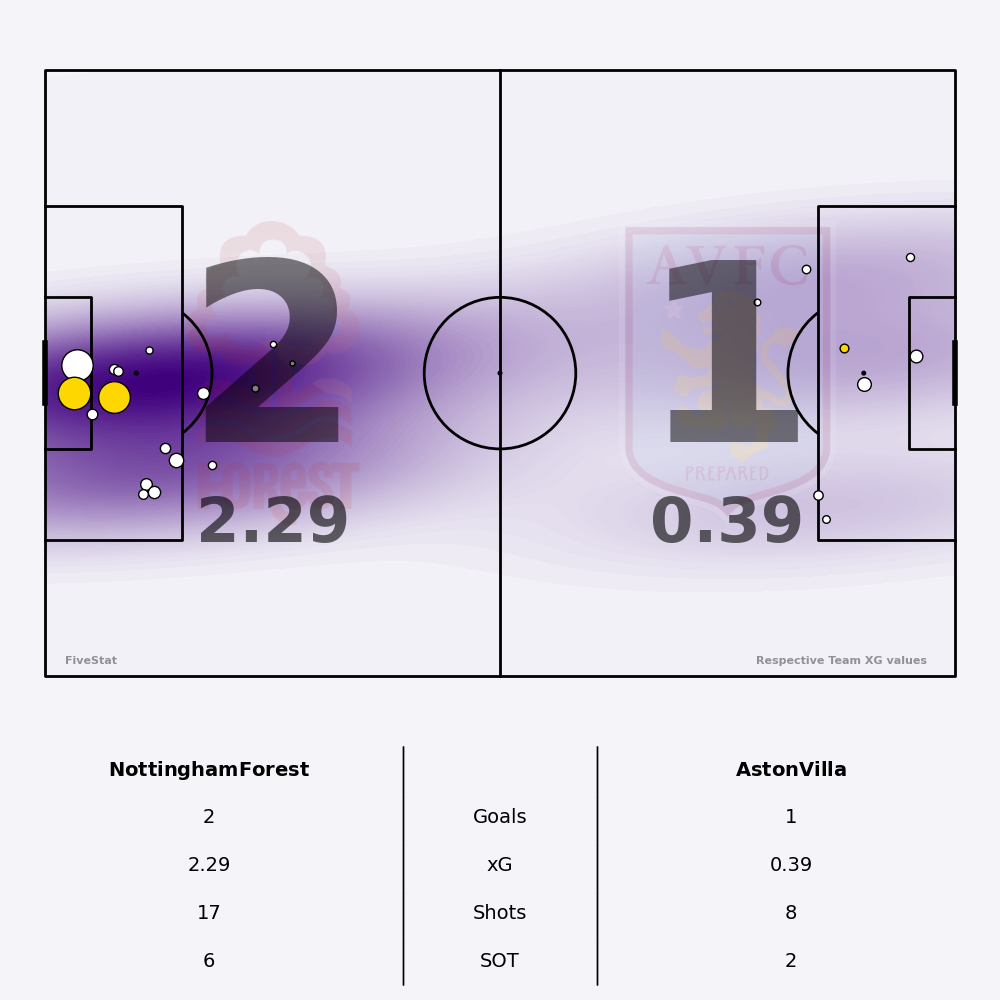 AVFC
2
1
FOREST
PREPARED
2.29
0.39
FiveStat
Respective Team XG values
NottinghamForest
AstonVilla
2
Goals
1
2.29
xG
0.39
17
Shots
8
6
SOT
2